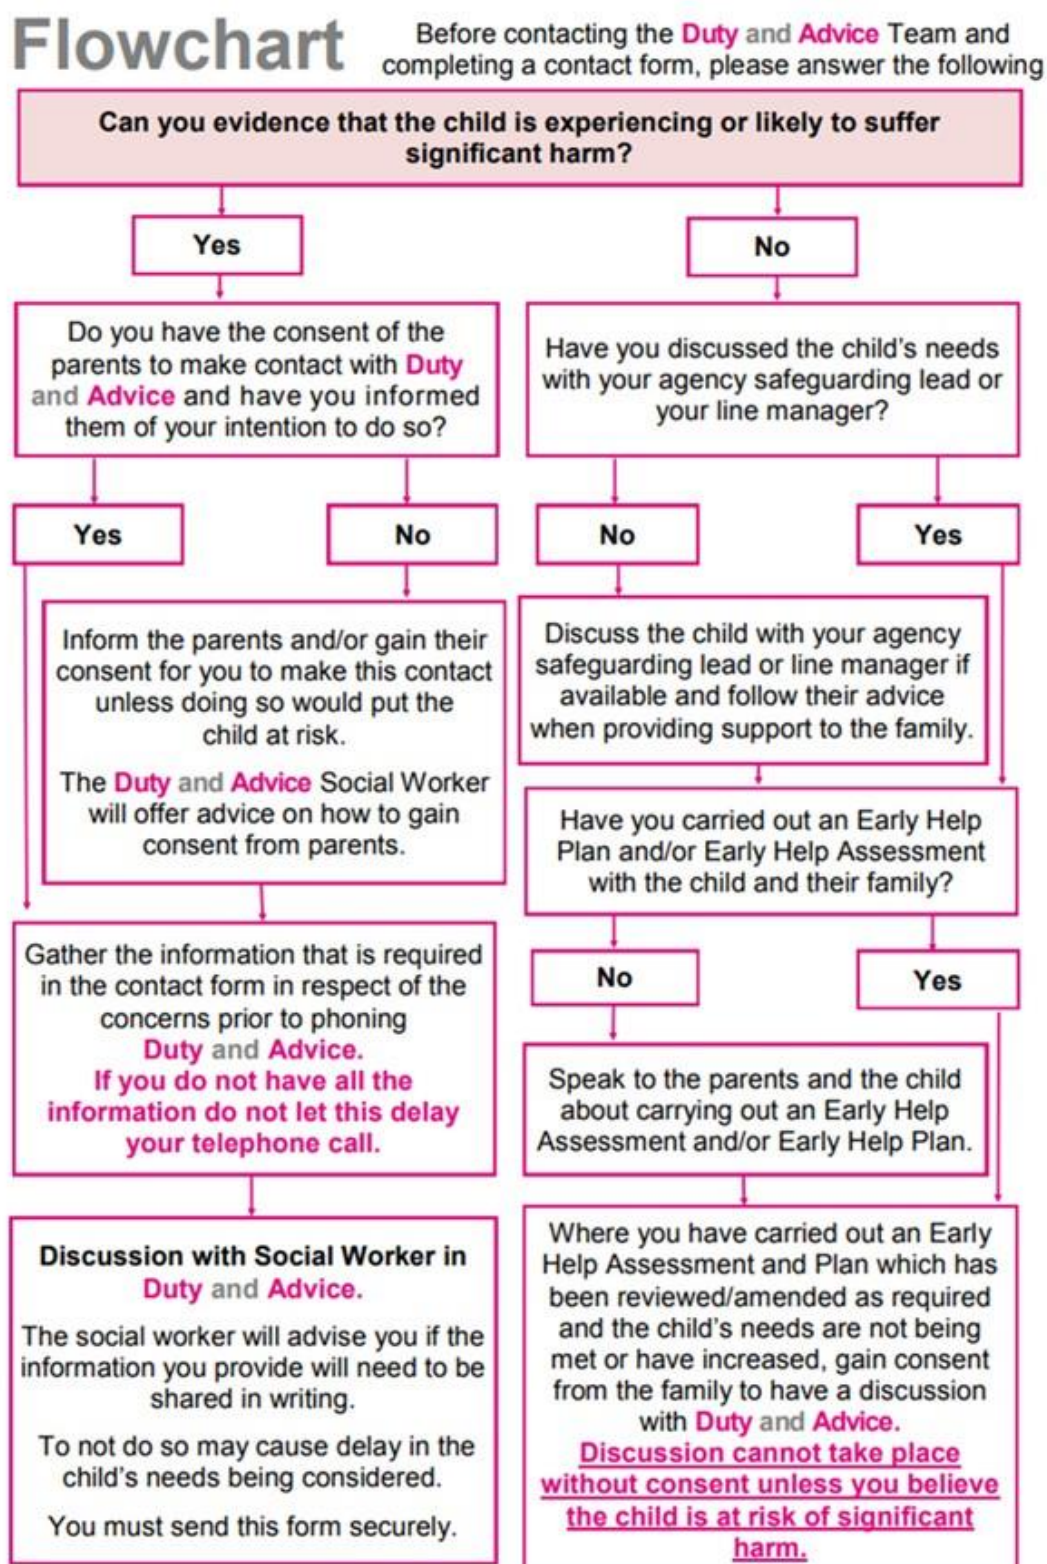 Flowchart
Before contacting the Duty and Advice Team and
completing a contact form, please answer the following
Can you evidence that the child is experiencing or likely to suffer
significant harm?
Yes
No
Do you have the consent of the
parents to make contact with Duty
and Advice and have you informed
them of your intention to do so?
Have you discussed the child's needs
with your agency safeguarding lead or
your line manager?
Yes
No
No
Yes
Inform the parents and/or gain their
consent for you to make this contact
unless doing so would put the
child at risk.
The Duty and Advice Social Worker
will offer advice on how to gain
consent from parents.
Discuss the child with your agency
safeguarding lead or line manager if
available and follow their advice
when providing support to the family.
Have you carried out an Early Help
Plan and/or Early Help Assessment
with the child and their family?
Gather the information that is required
in the contact form in respect of the
concerns prior to phoning
Duty and Advice.
If you do not have all the
information do not let this delay
your telephone call.
No
Yes
Speak to the parents and the child
about carrying out an Early Help
Assessment and/or Early Help Plan.
Discussion with Social Worker in
Duty and Advice.
The social worker will advise you if the
information you provide will need to be
shared in writing.
To not do so may cause delay in the
child's needs being considered.
You must send this form securely.
Where you have carried out an Early
Help Assessment and Plan which has
been reviewed/amended as required
and the child's needs are not being
met or have increased, gain consent
from the family to have a discussion
with Duty and Advice.
Discussion cannot take place
without consent unless you believe
the child is at risk of significant
harm.